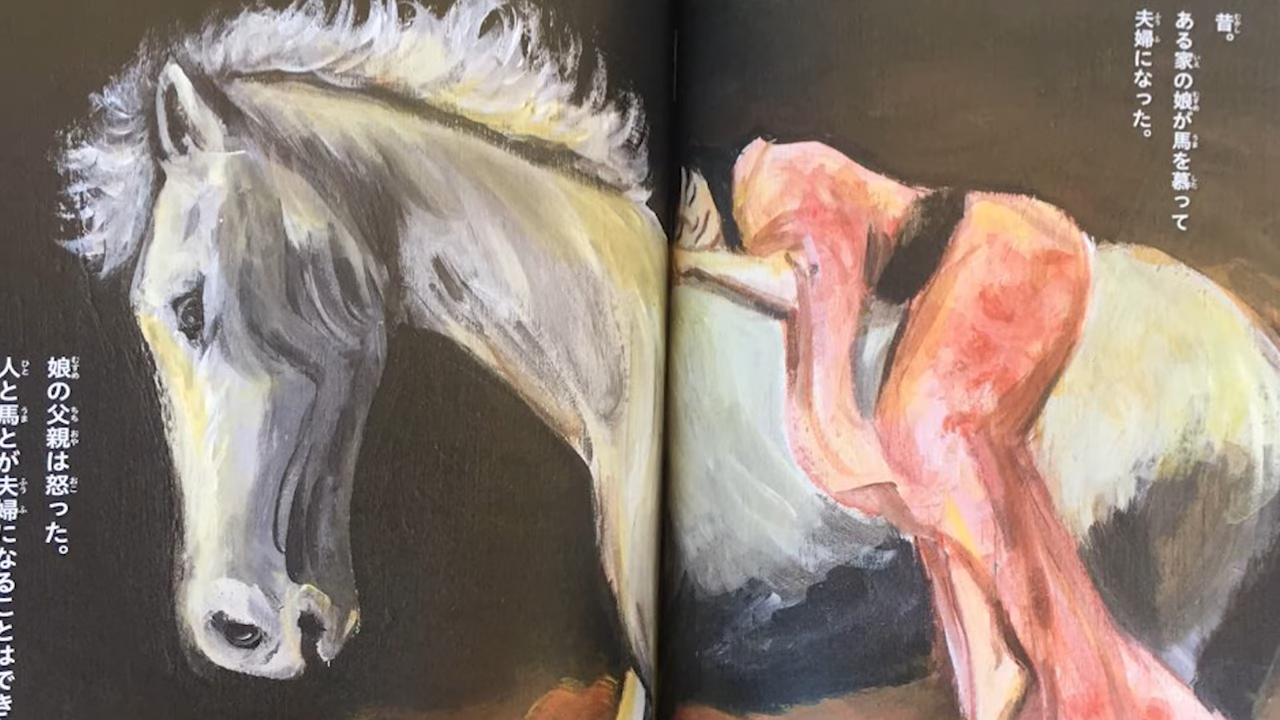 昔。
ある家の娘が馬を慕って
夫婦になった。
娘の父親は怒った。
人と馬とが夫婦になることはでき